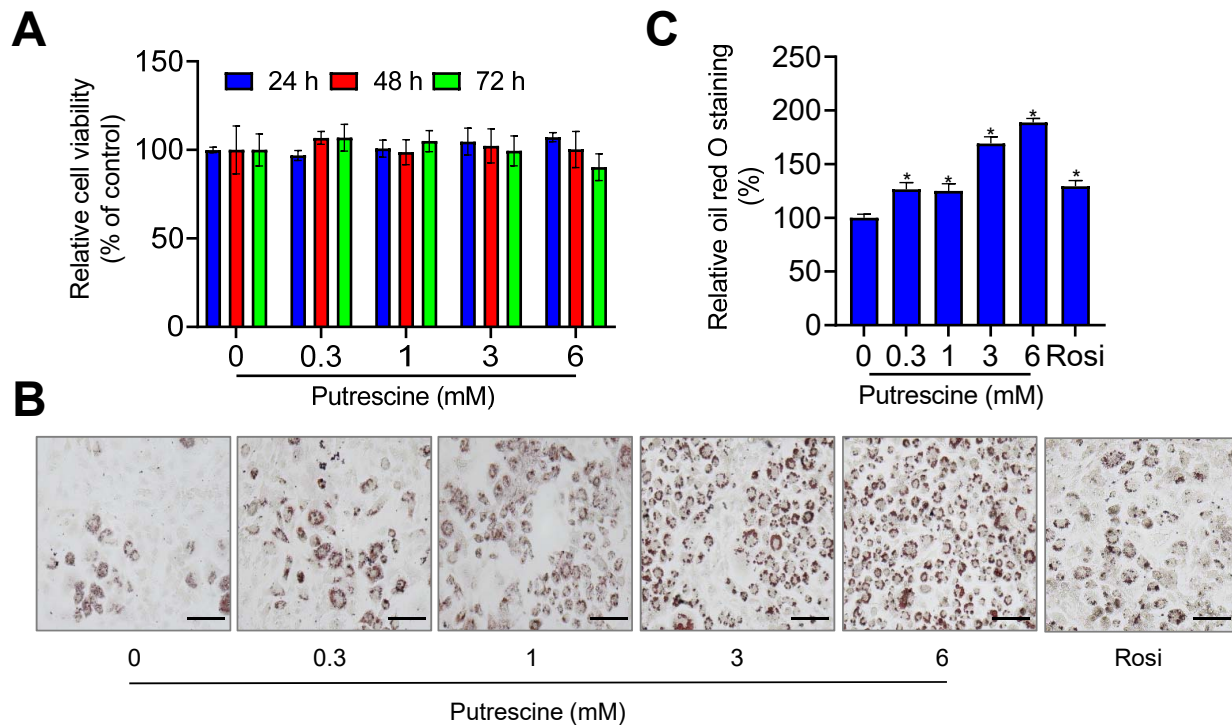 A
Relative cell viability
(% of control)
150
100
50
0
24 h 48 h 72 h
0 0.3 1 3 6
Putrescine (mM)
C
Relative oil red O staining
(%)
250
200
150
100
50
0
* * * * *
0 0.3 1 3 6 Rosi
Putrescine (mM)
B
0 0.3 1 3 6 Rosi
Putrescine (mM)